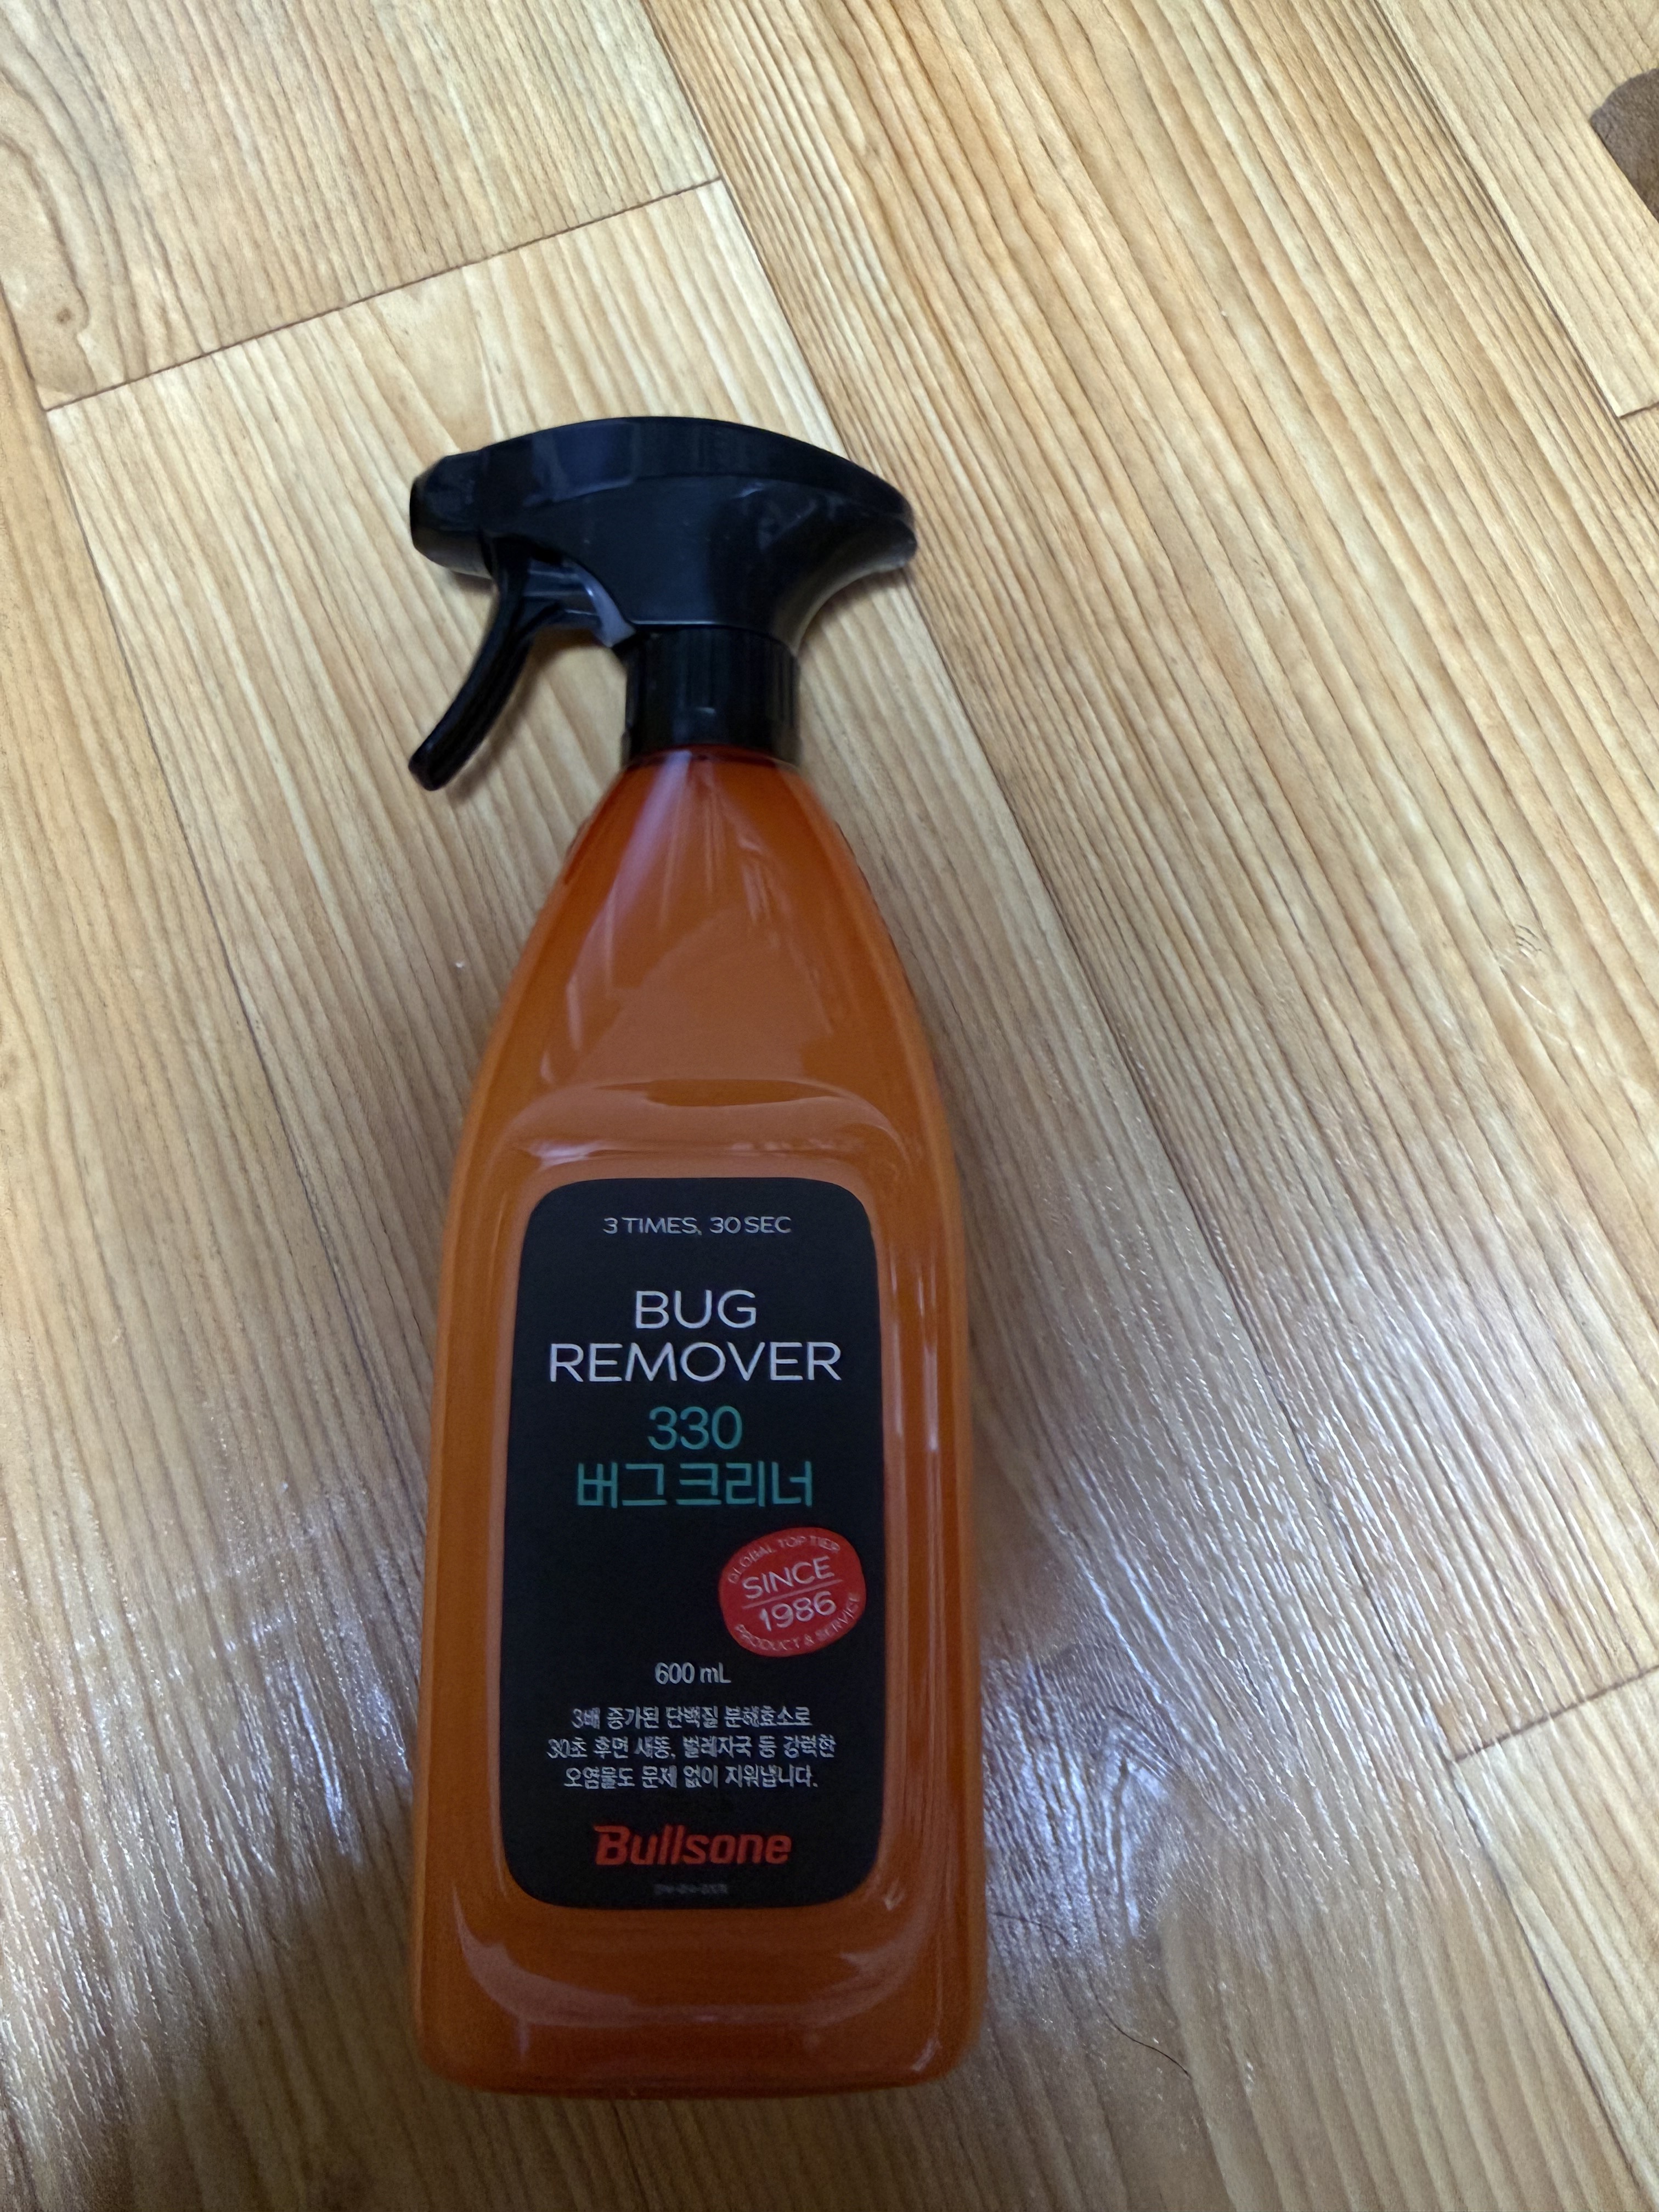 3 TIMES, 30 SEC
BUG
REMOVER
330
버그 크리너
GLOBAL TOP TIER
SINCE
1986
PRODUCT & SERVICE
600 mL
3배 증가된 단백질 분해효소로
30초 후면 새똥, 벌레자국 등 강력한
오염물도 문제 없이 지워냅니다.
Bullsone